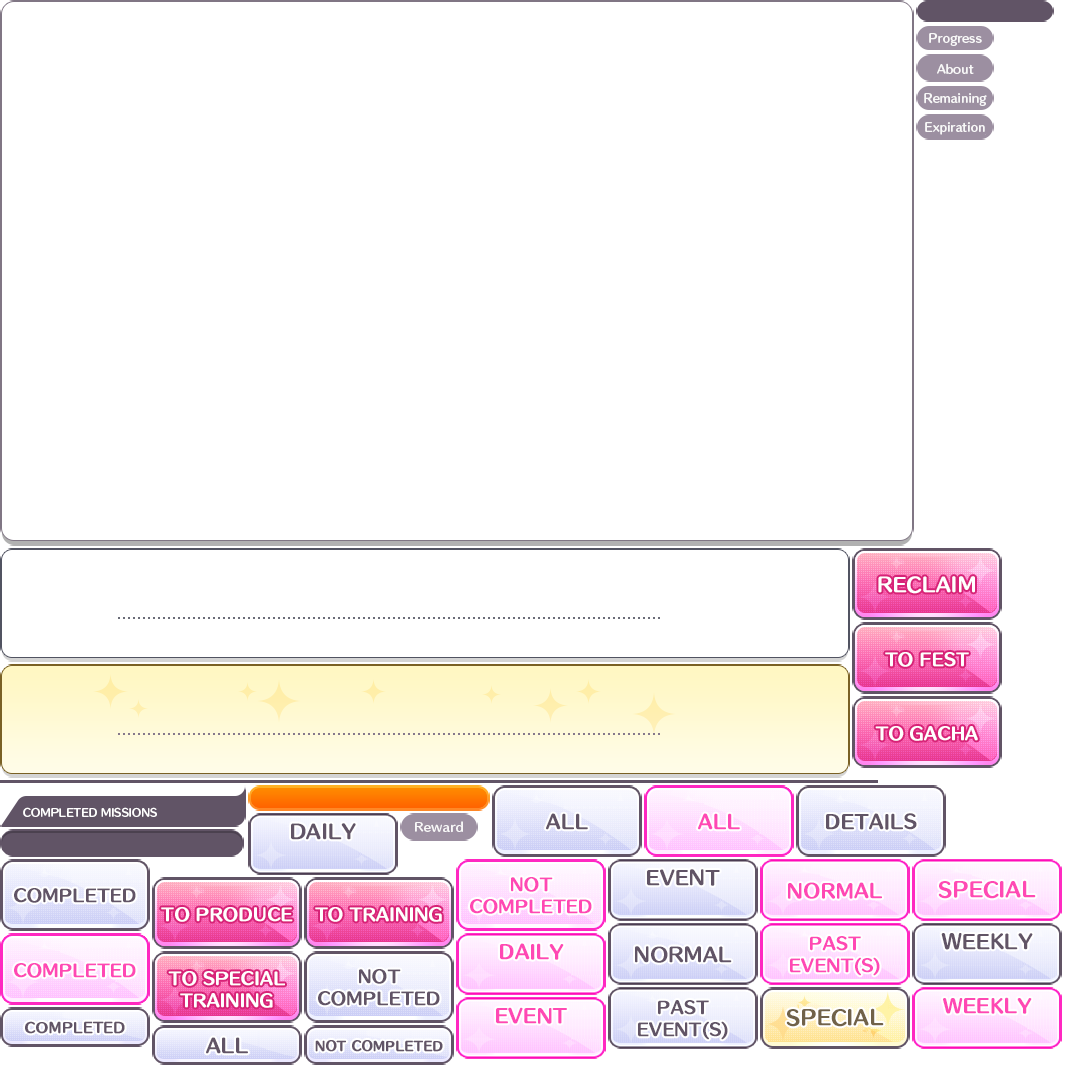 Progress
About
Remaining
Expiration
RECLAIM
TO FEST
TO GACHA
COMPLETED MISSIONS
DAILY
Reward
ALL
ALL
DETAILS
COMPLETED
TO PRODUCE
TO TRAINING
NOT
COMPLETED
EVENT
NORMAL
SPECIAL
COMPLETED
TO SPECIAL
TRAINING
NOT
COMPLETED
DAILY
NORMAL
PAST
EVENT(S)
WEEKLY
COMPLETED
ALL
NOT COMPLETED
EVENT
PAST
EVENT(S)
SPECIAL
WEEKLY